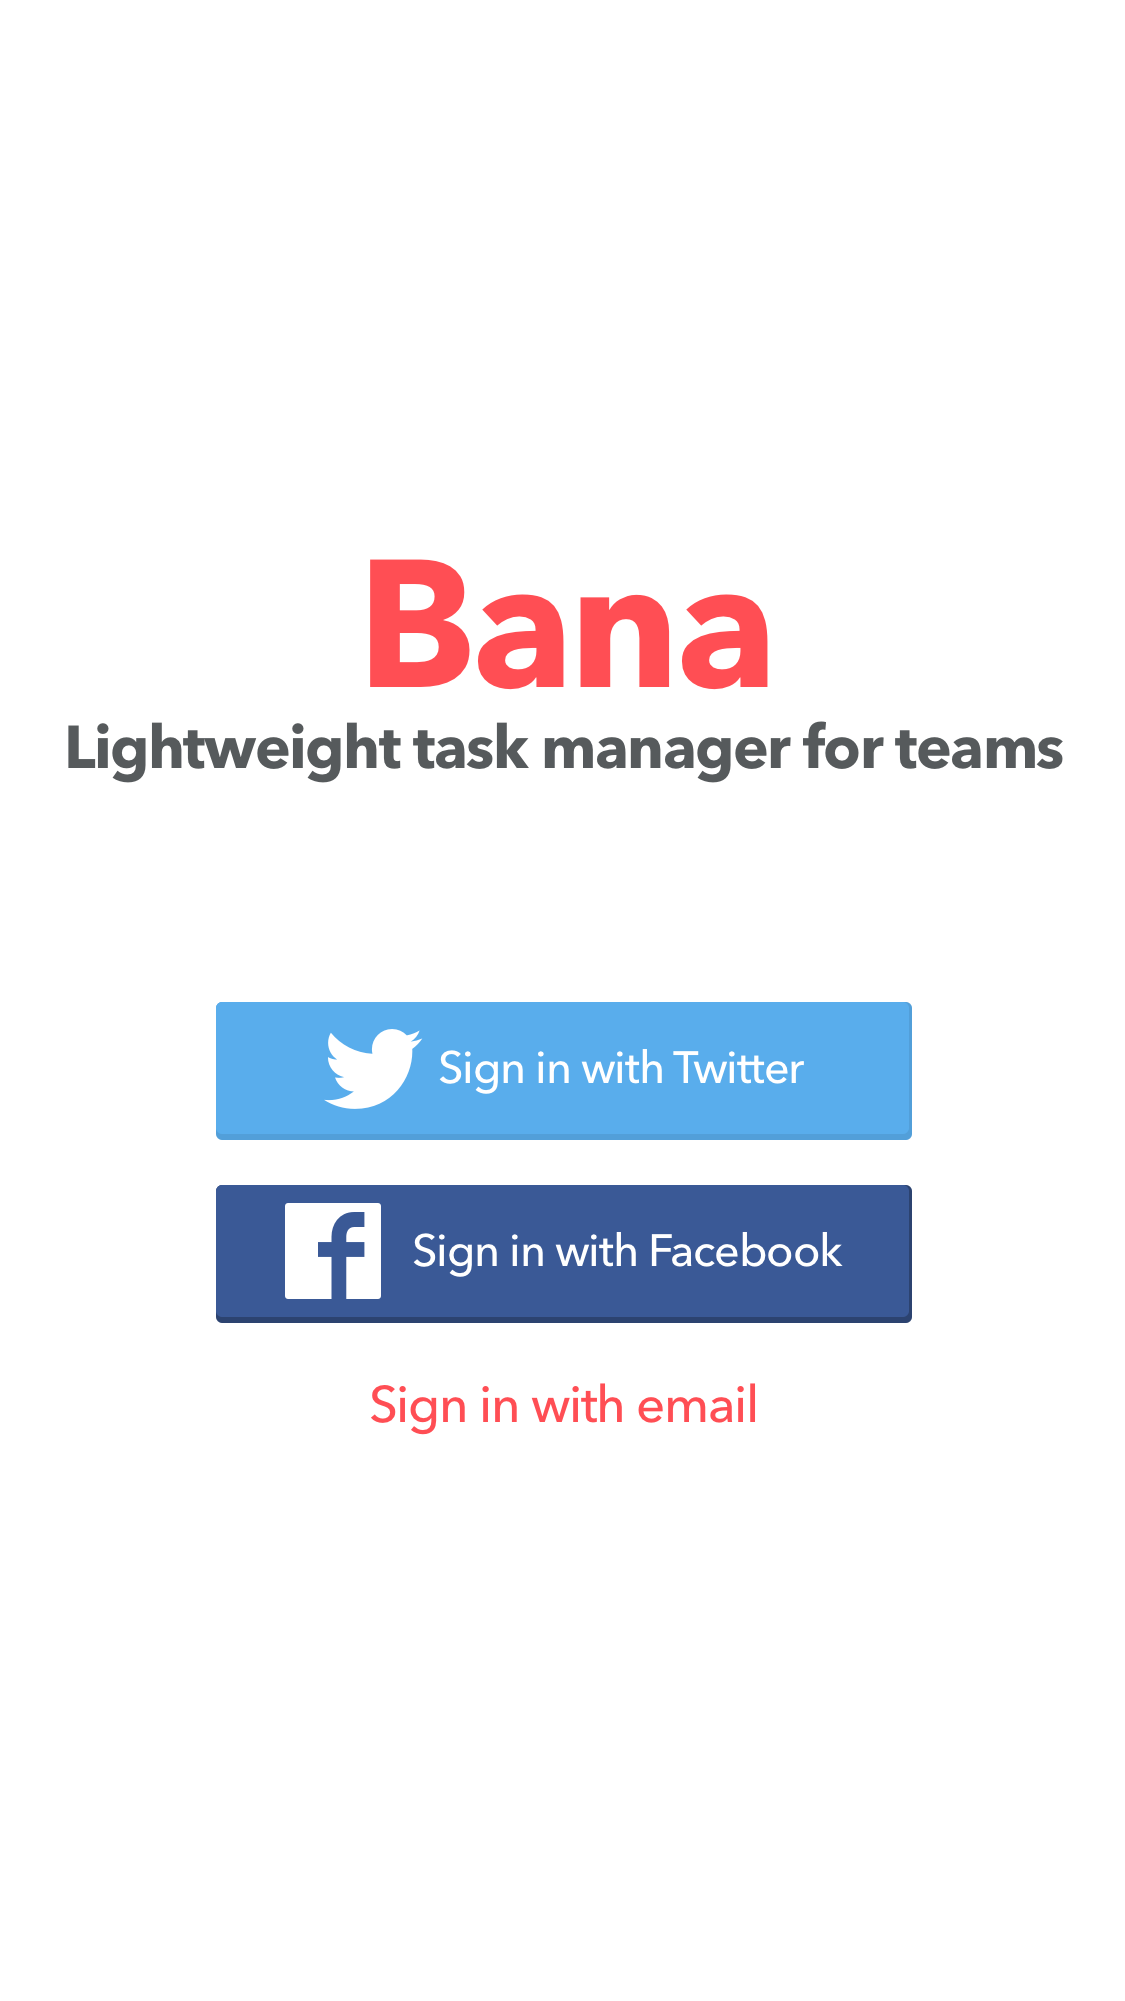 Bana
Lightweight task manager for teams
Sign in with Twitter
Sign in with Facebook
Sign in with email